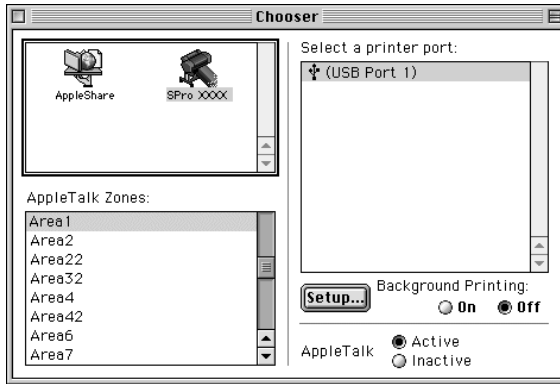 Chooser
AppleShare
SPro XXXX
Select a printer port:
(USB Port 1)
AppleTalk Zones:
Area1
Area2
Area22
Area32
Area4
Area42
Area6
Area7
Setup...
Background Printing:
On Off
AppleTalk
Active
Inactive